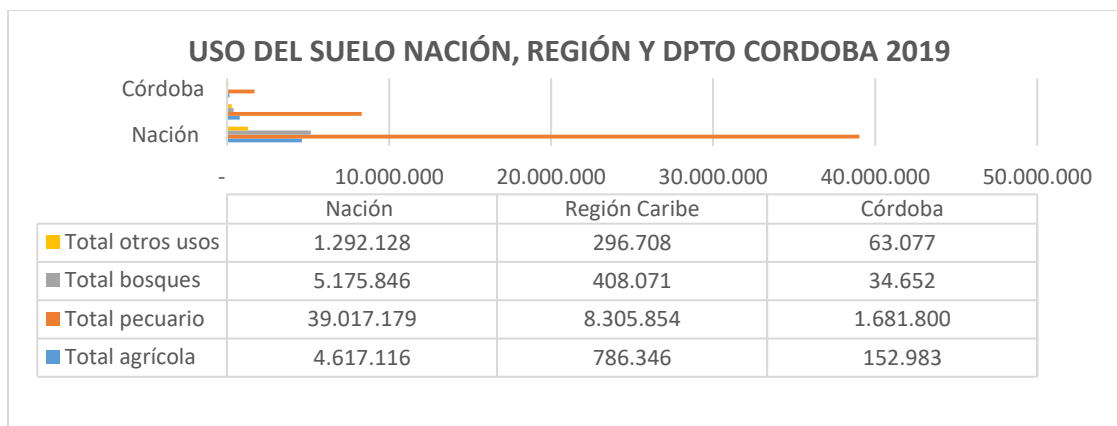 USO DEL SUELO NACIÓN, REGIÓN Y DPTO CORDOBA 2019
Córdoba
Nación
- 10.000.000 20.000.000 30.000.000 40.000.000 50.000.000
Nación Región Caribe Córdoba
Total otros usos 1.292.128 296.708 63.077
Total bosques 5.175.846 408.071 34.652
Total pecuario 39.017.179 8.305.854 1.681.800
Total agrícola 4.617.116 786.346 152.983